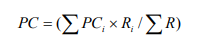 PC = (∑ PCᵢ × Rᵢ / ∑ R)